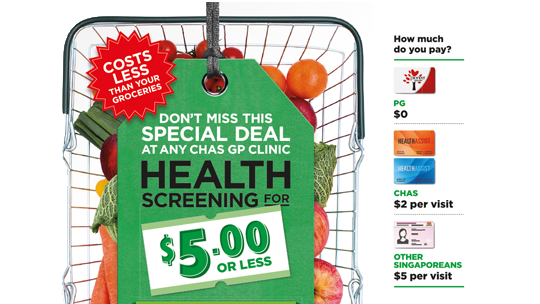 COSTS
LESS
THAN YOUR
GROCERIES
DON'T MISS THIS
SPECIAL DEAL
AT ANY CHAS GP CLINIC
HEALTH
SCREENING FOR
$5.00
OR LESS
How much
do you pay?
PG
$0
HEALTHASSIST
HEALTHASSIST
CHAS
$2 per visit
OTHER
SINGAPOREANS
$5 per visit